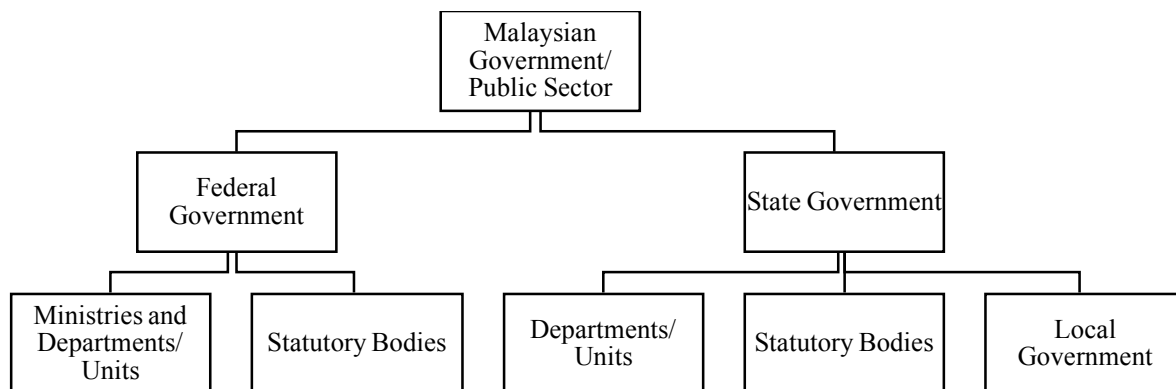 Malaysian
Government/
Public Sector
Federal
Government
State Government
Ministries and
Departments/
Units
Statutory Bodies
Departments/
Units
Statutory Bodies
Local
Government